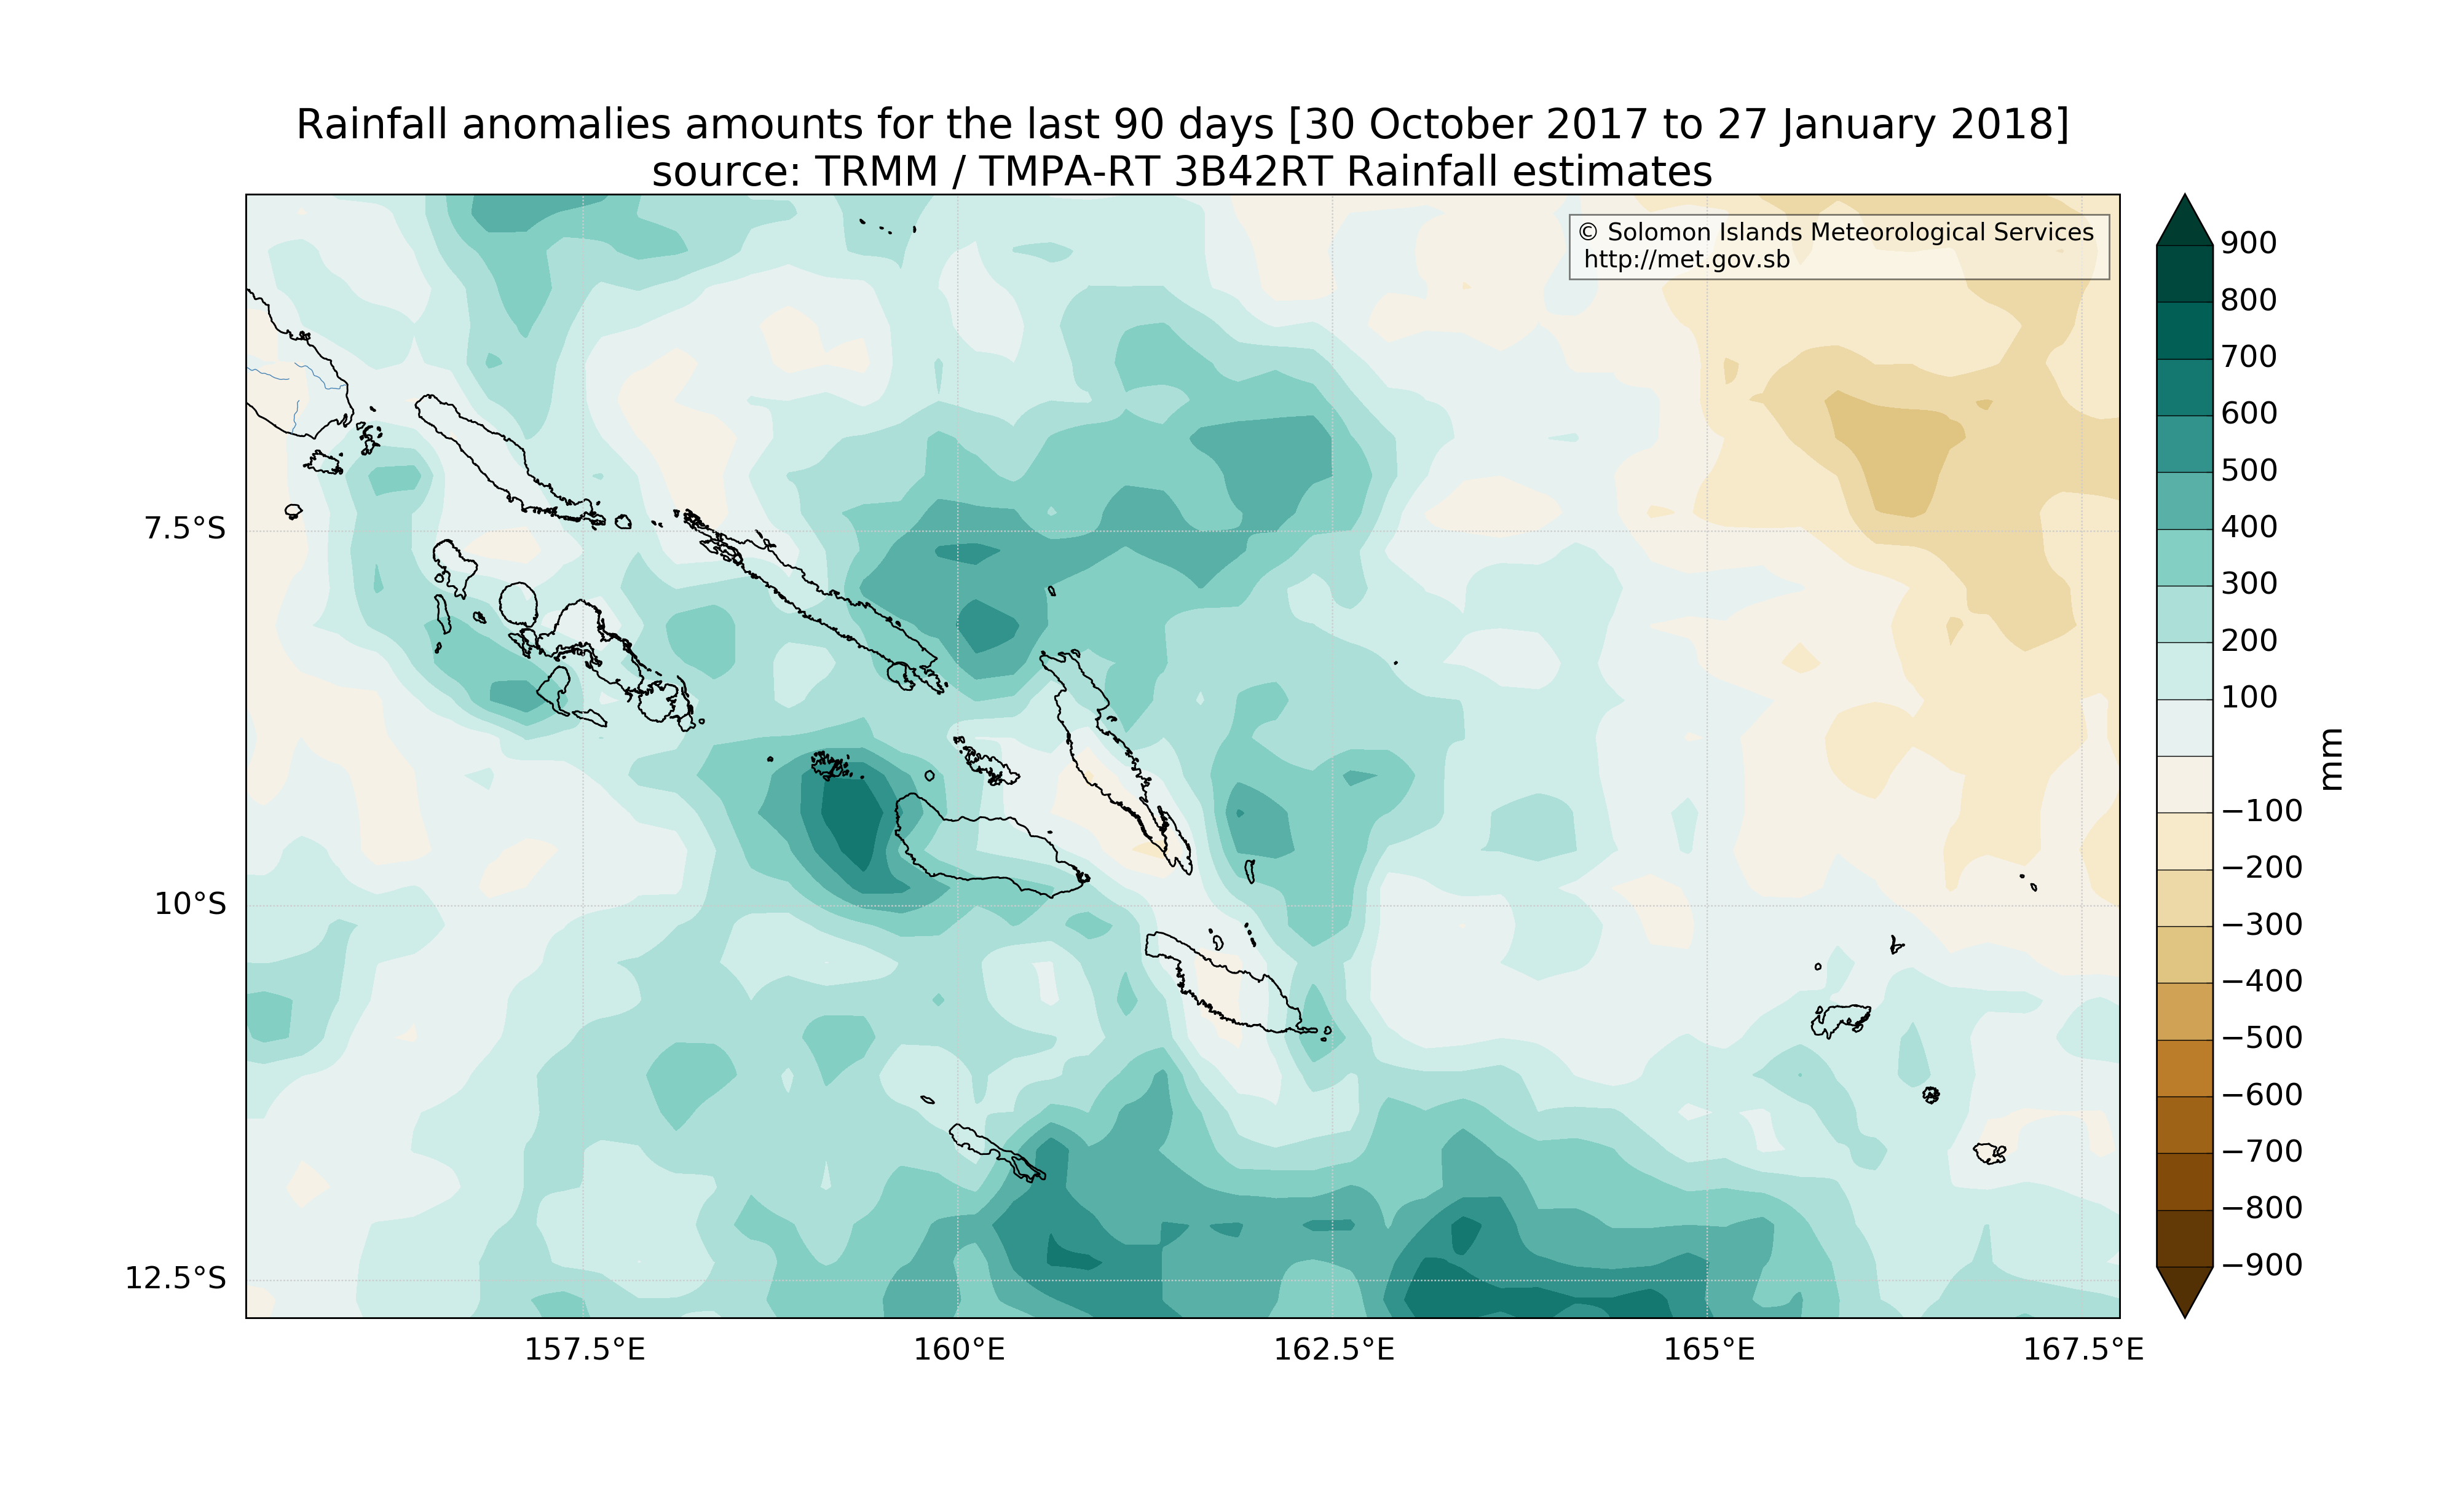 Rainfall anomalies amounts for the last 90 days [30 October 2017 to 27 January 2018]
source: TRMM / TMPA-RT 3B42RT Rainfall estimates
© Solomon Islands Meteorological Services
http://met.gov.sb
7.5°S
10°S
12.5°S
157.5°E
160°E
162.5°E
165°E
167.5°E
900
800
700
600
500
400
300
200
100
−100
−200
−300
−400
−500
−600
−700
−800
−900
mm